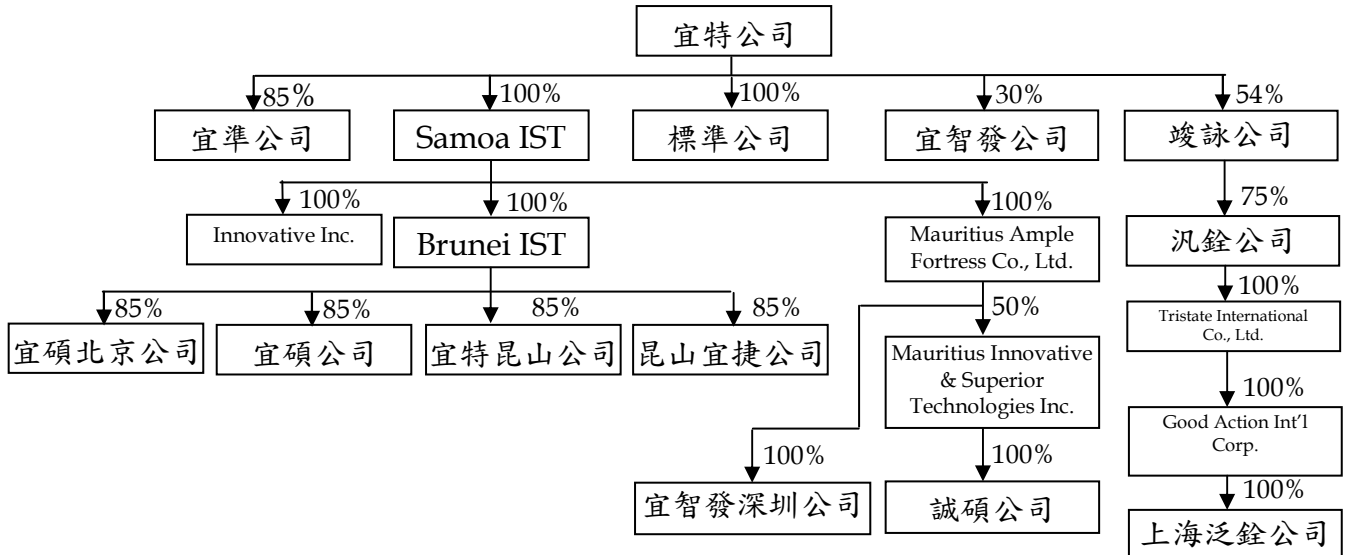 宜特公司
85%
100%
100%
30%
54%
宜準公司
Samoa IST
標準公司
宜智發公司
竣詠公司
100%
100%
100%
75%
Innovative Inc.
Brunei IST
Mauritius Ample
Fortress Co., Ltd.
汎銓公司
85%
85%
85%
85%
50%
100%
宜碩北京公司
宜碩公司
宜特昆山公司
昆山宜捷公司
Mauritius Innovative
& Superior
Technologies Inc.
Tristate International
Co., Ltd.
100%
Good Action Int'l
Corp.
100%
100%
100%
宜智發深圳公司
誠碩公司
上海泛銓公司